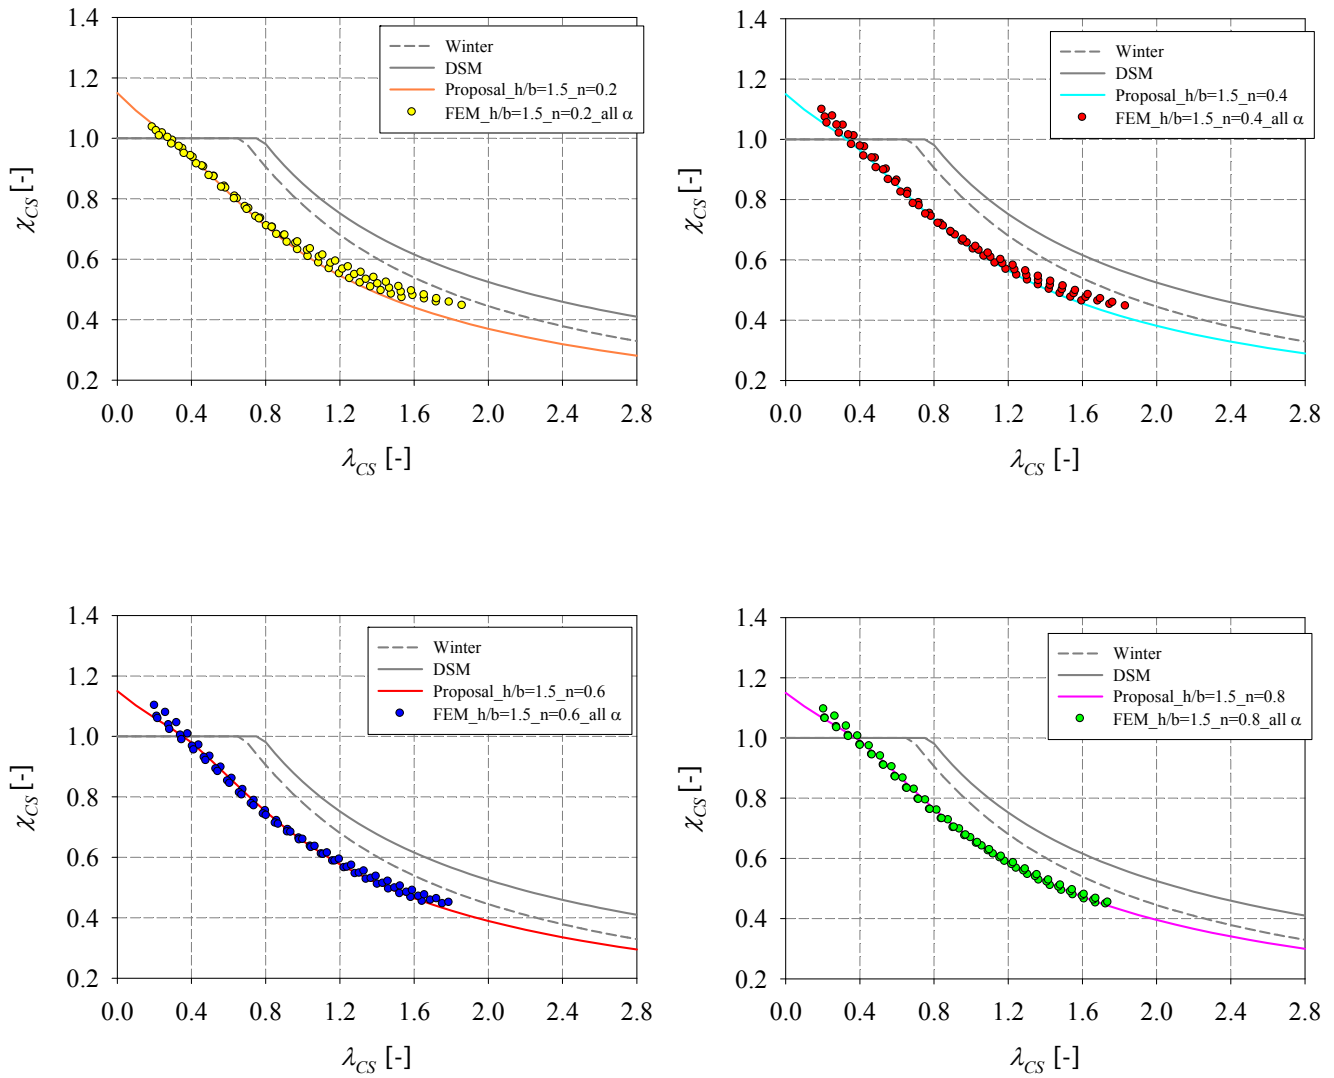 1.4
1.2
1.0
0.8
0.6
0.4
0.2
χCS [-]
Winter
DSM
Proposal_h/b=1.5_n=0.2
FEM_h/b=1.5_n=0.2_all α
0.0 0.4 0.8 1.2 1.6 2.0 2.4 2.8
λCS [-]
1.4
1.2
1.0
0.8
0.6
0.4
0.2
χCS [-]
Winter
DSM
Proposal_h/b=1.5_n=0.4
FEM_h/b=1.5_n=0.4_all α
0.0 0.4 0.8 1.2 1.6 2.0 2.4 2.8
λCS [-]
1.4
1.2
1.0
0.8
0.6
0.4
0.2
χCS [-]
Winter
DSM
Proposal_h/b=1.5_n=0.6
FEM_h/b=1.5_n=0.6_all α
0.0 0.4 0.8 1.2 1.6 2.0 2.4 2.8
λCS [-]
1.4
1.2
1.0
0.8
0.6
0.4
0.2
χCS [-]
Winter
DSM
Proposal_h/b=1.5_n=0.8
FEM_h/b=1.5_n=0.8_all α
0.0 0.4 0.8 1.2 1.6 2.0 2.4 2.8
λCS [-]